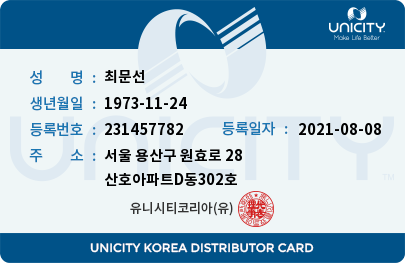 UNICITY
Make Life Better
성 명 : 최문선
생년월일 : 1973-11-24
등록번호 : 231457782 등록일자 : 2021-08-08
주 소 : 서울 용산구 원효로 28
산호아파트D동302호
유니시티코리아(유)
UNICITY
TM
UNICITY KOREA DISTRIBUTOR CARD